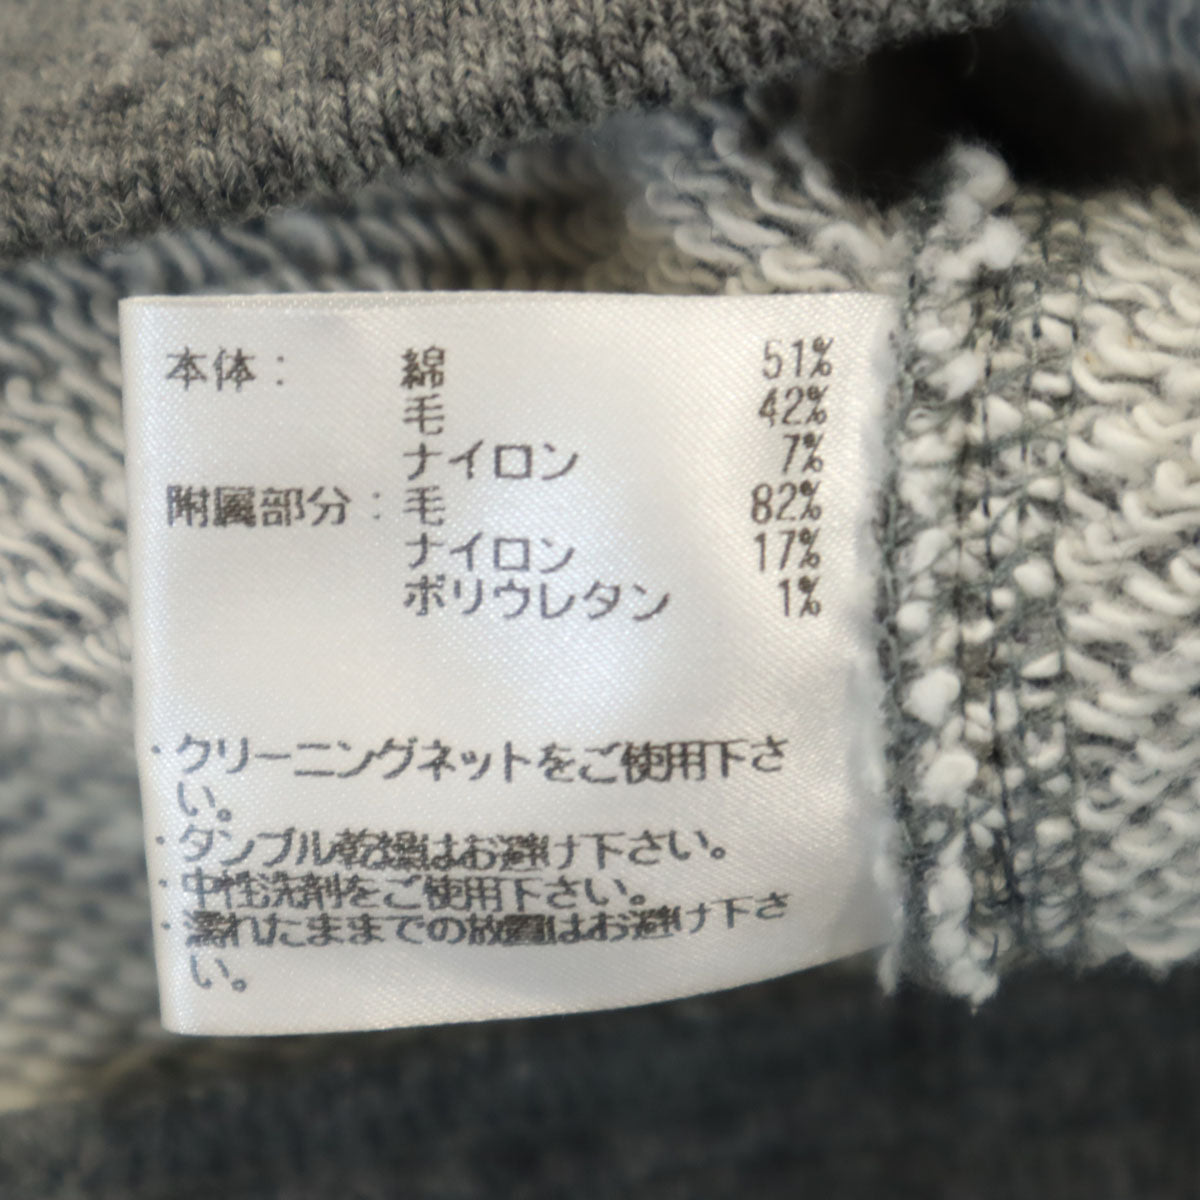 本体： 綿 51%
毛 42%
ナイロン 7%
附属部分：毛 82%
ナイロン 17%
ポリウレタン 1%
・クリーニングネットをご使用下さ
い。
・タンブル乾燥はお避け下さい。
・中性洗剤をご使用下さい。
・濡れたままでの放置はお避け下さ
い。